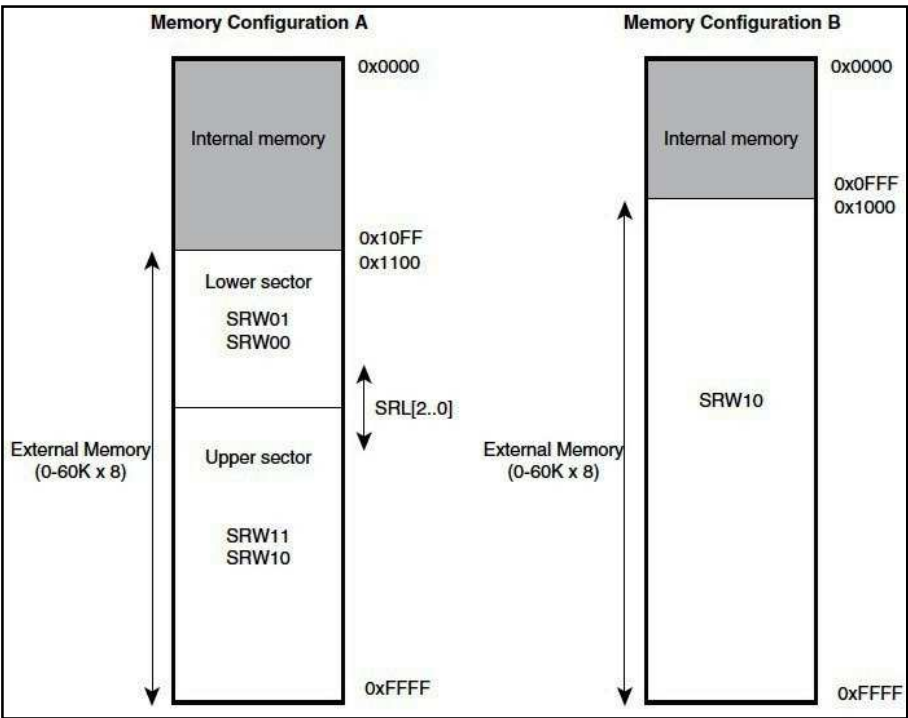 Memory Configuration A
0x0000
Internal memory
0x10FF
0x1100
Lower sector
SRW01
SRW00
SRL[2..0]
External Memory
(0-60K x 8)
Upper sector
SRW11
SRW10
0xFFFF
Memory Configuration B
0x0000
Internal memory
0x0FFF
0x1000
External Memory
(0-60K x 8)
SRW10
0xFFFF